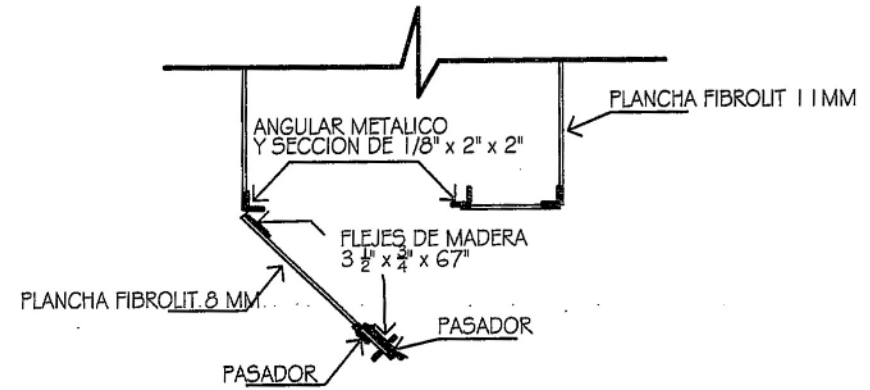 PLANCHA FIBROLIT 11MM
ANGULAR METALICO
Y SECCION DE 1/8" x 2" x 2"
FLEJES DE MADERA
3 1/2" x 3/4" x 67"
PLANCHA FIBROLIT.8 MM
PASADOR
PASADOR